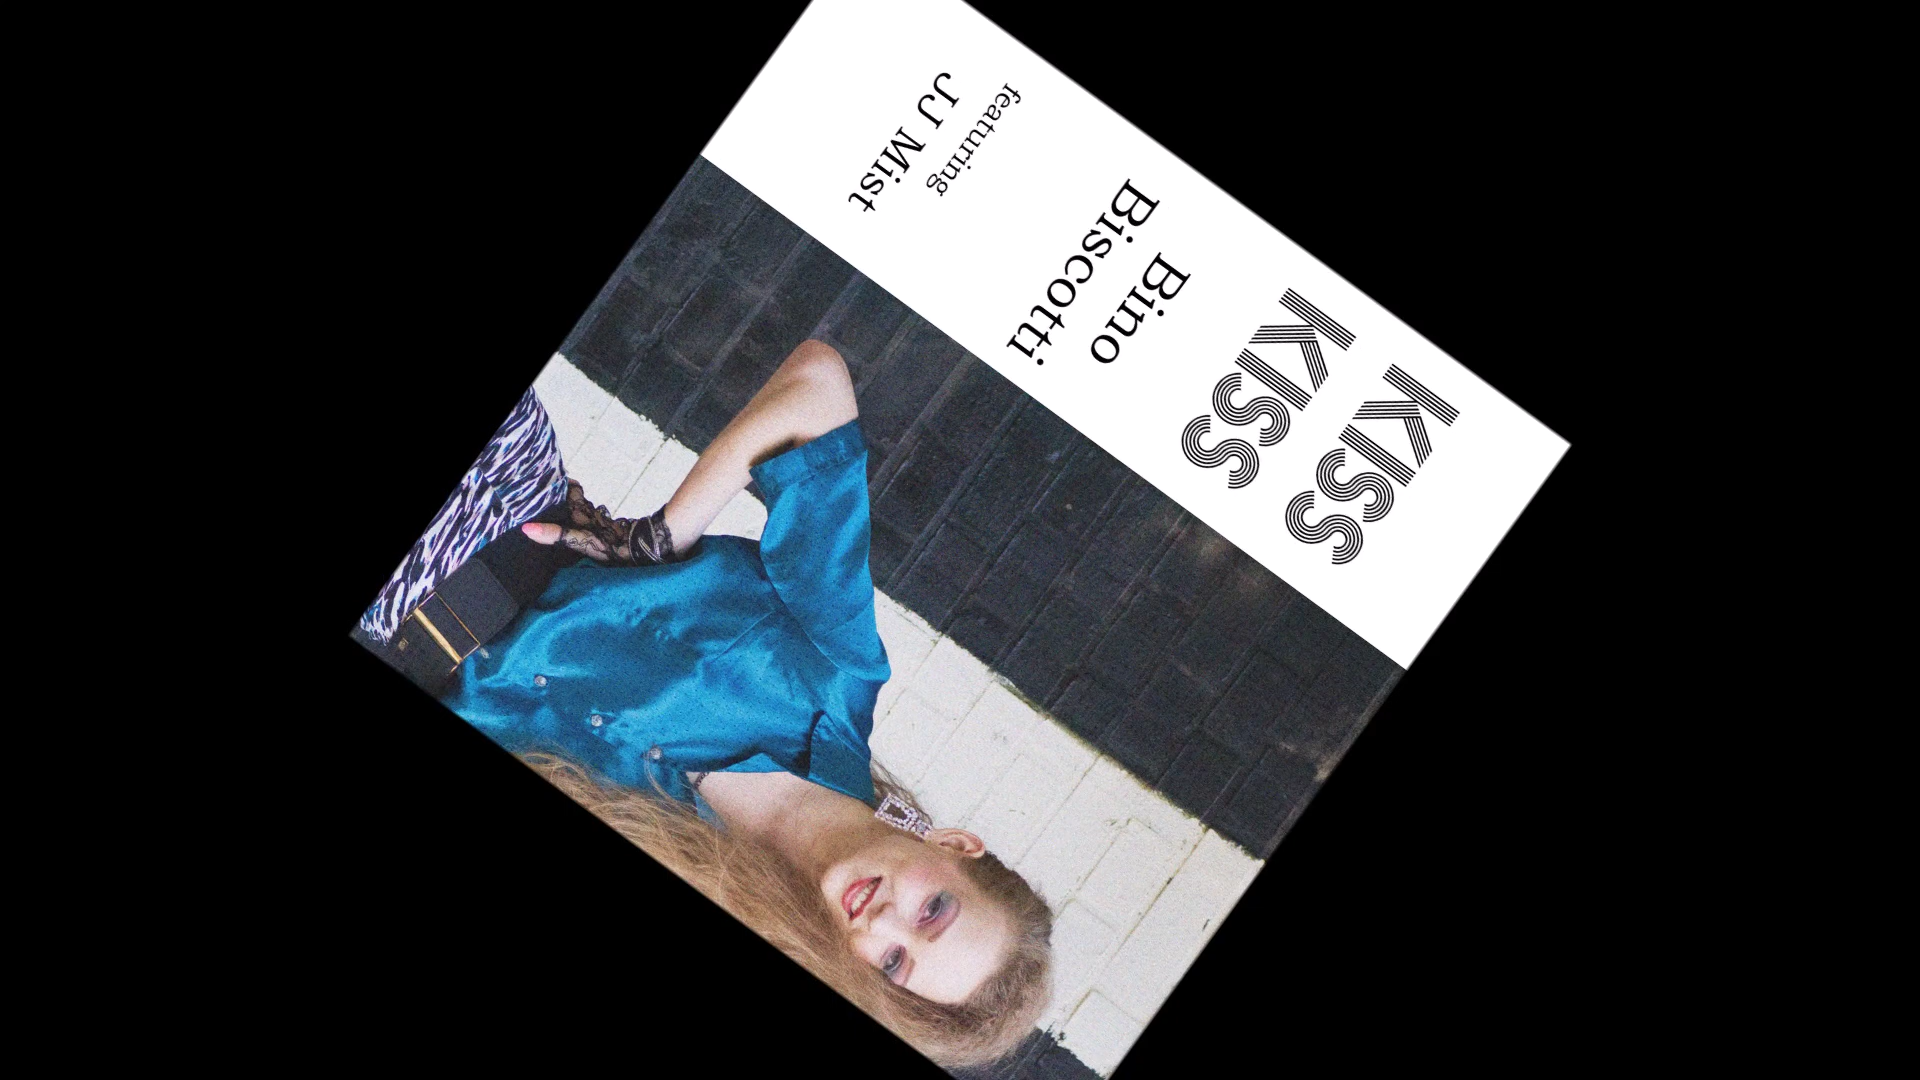 KISS
KISS
Bino
Biscotti
featuring
JJ Mist